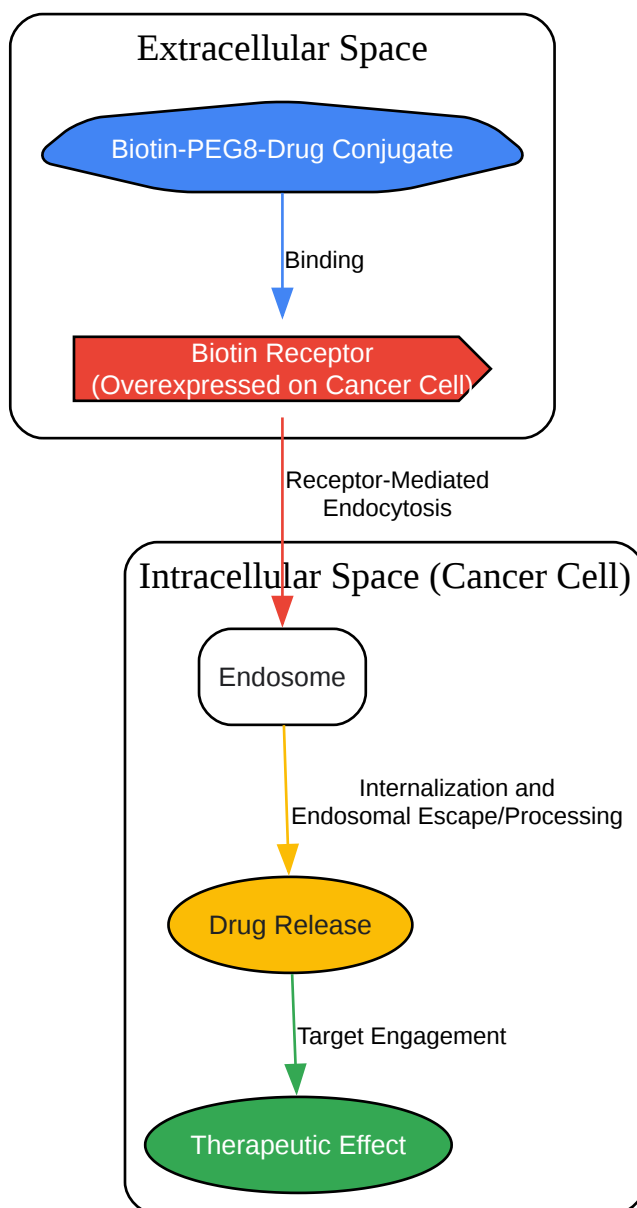 Extracellular Space
Biotin-PEG8-Drug Conjugate
Binding
Biotin Receptor
(Overexpressed on Cancer Cell)
Receptor-Mediated
Endocytosis
Intracellular Space (Cancer Cell)
Endosome
Internalization and
Endosomal Escape/Processing
Drug Release
Target Engagement
Therapeutic Effect